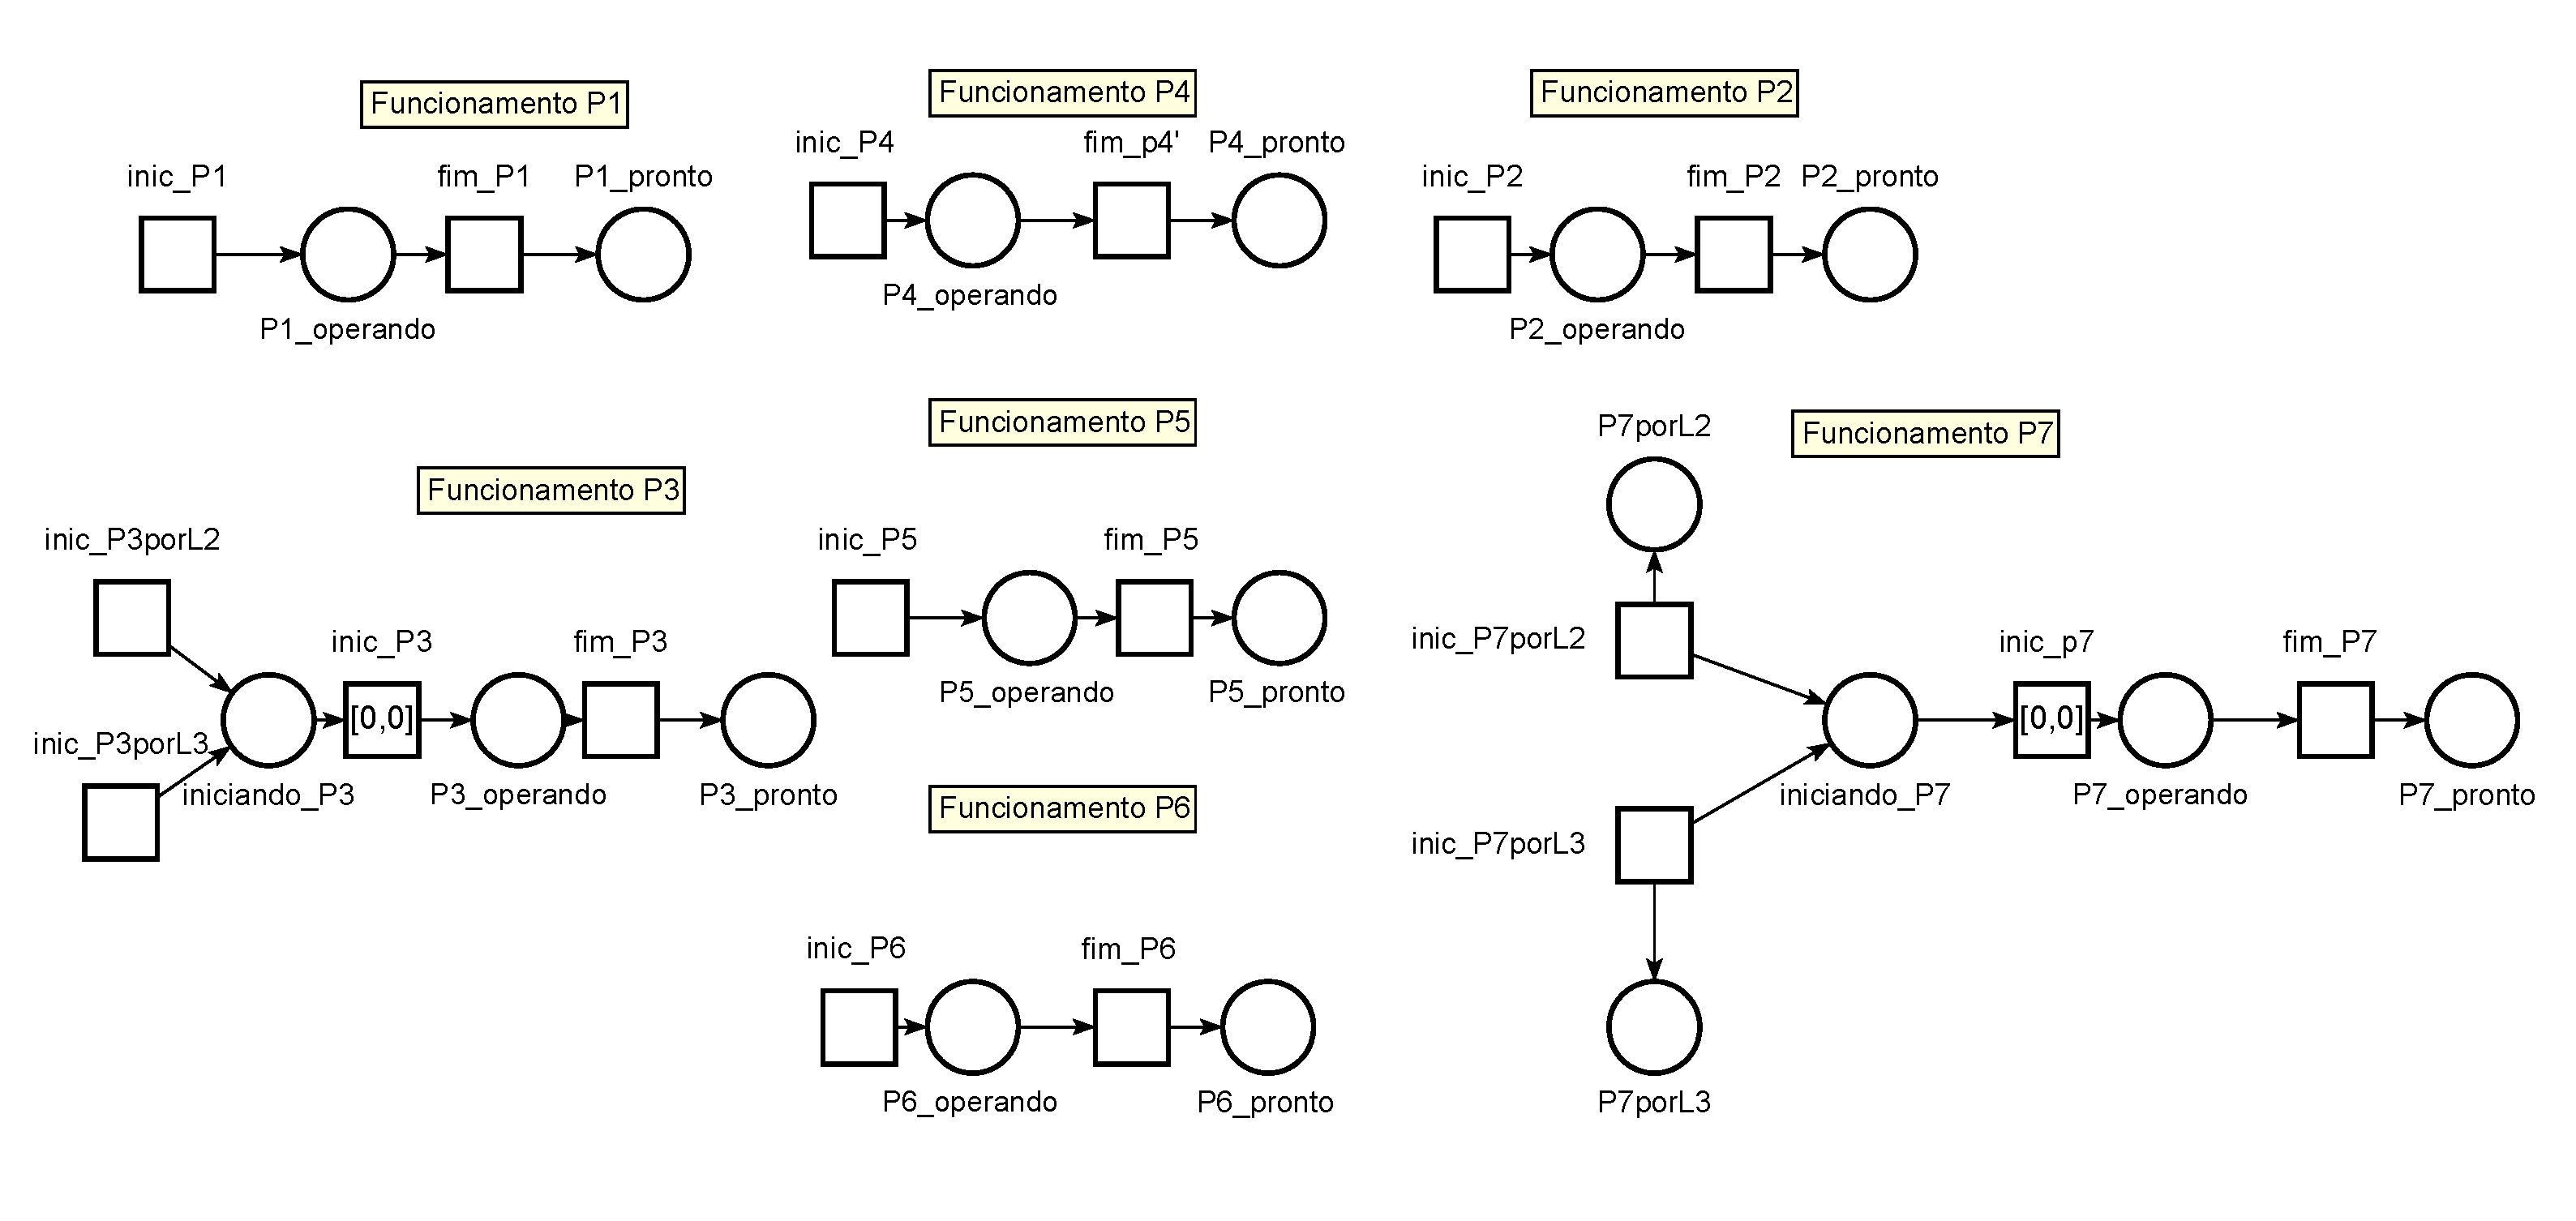 Funcionamento P1
inic_P1
fim_P1
P1_pronto
P1_operando
Funcionamento P4
inic_P4
fim_p4'
P4_pronto
P4_operando
Funcionamento P2
inic_P2
fim_P2
P2_pronto
P2_operando
Funcionamento P3
inic_P3porL2
inic_P3
fim_P3
inic_P3porL3
iniciando_P3
P3_operando
P3_pronto
Funcionamento P5
inic_P5
fim_P5
P5_operando
P5_pronto
Funcionamento P6
inic_P6
fim_P6
P6_operando
P6_pronto
Funcionamento P7
P7porL2
inic_P7porL2
inic_p7
fim_P7
[0,0]
[0,0]
iniciando_P7
P7_operando
P7_pronto
inic_P7porL3
P7porL3